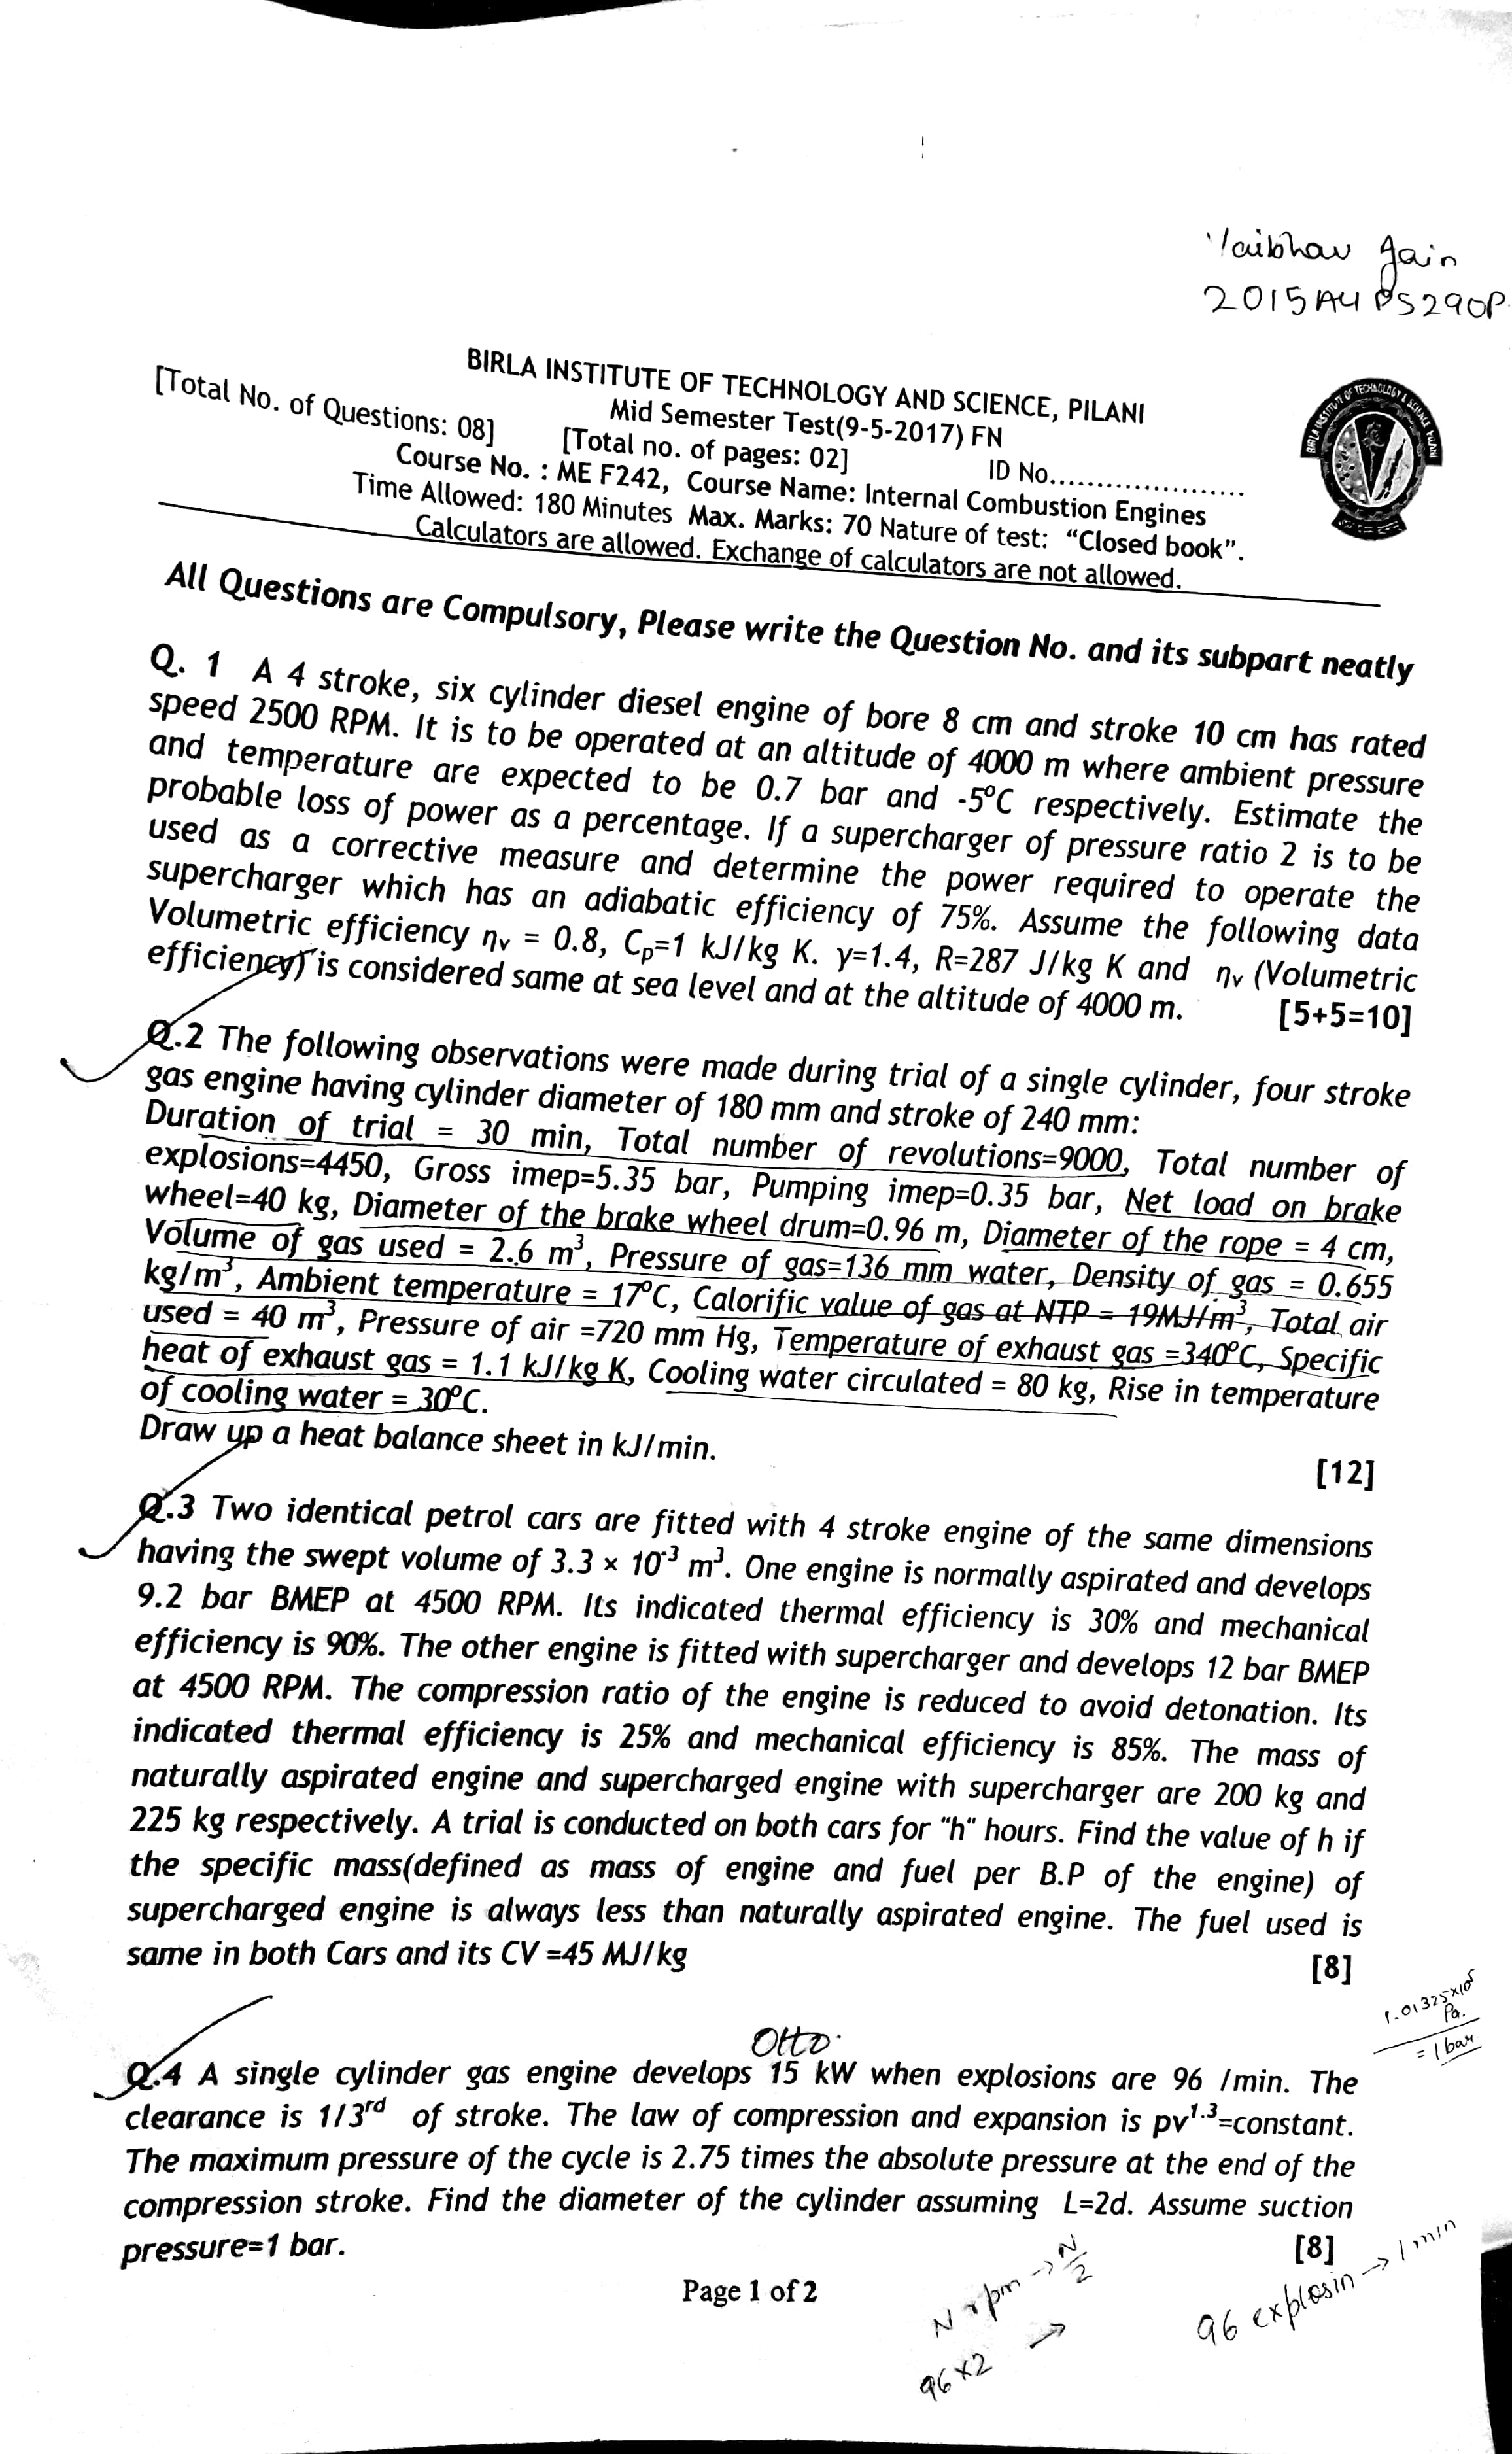 Vaibhav Jain
2015A4PS290P
BIRLA INSTITUTE OF TECHNOLOGY AND SCIENCE, PILANI
Mid Semester Test(9-5-2017) FN
[Total No. of Questions: 08] [Total no. of pages: 02] ID No.....................
Course No. : ME F242, Course Name: Internal Combustion Engines
Time Allowed: 180 Minutes Max. Marks: 70 Nature of test: “Closed book”.
Calculators are allowed. Exchange of calculators are not allowed.
BIRLA INSTITUTE OF TECHNOLOGY & SCIENCE PILANI
All Questions are Compulsory, Please write the Question No. and its subpart neatly
Q. 1 A 4 stroke, six cylinder diesel engine of bore 8 cm and stroke 10 cm has rated
speed 2500 RPM. It is to be operated at an altitude of 4000 m where ambient pressure
and temperature are expected to be 0.7 bar and -5⁰C respectively. Estimate the
probable loss of power as a percentage. If a supercharger of pressure ratio 2 is to be
used as a corrective measure and determine the power required to operate the
supercharger which has an adiabatic efficiency of 75%. Assume the following data
Volumetric efficiency ηv = 0.8, Cp=1 kJ/kg K. γ=1.4, R=287 J/kg K and ηv (Volumetric
efficiency) is considered same at sea level and at the altitude of 4000 m. [5+5=10]
Q.2 The following observations were made during trial of a single cylinder, four stroke
gas engine having cylinder diameter of 180 mm and stroke of 240 mm:
Duration of trial = 30 min, Total number of revolutions=9000, Total number of
explosions=4450, Gross imep=5.35 bar, Pumping imep=0.35 bar, Net load on brake
wheel=40 kg, Diameter of the brake wheel drum=0.96 m, Diameter of the rope = 4 cm,
Volume of gas used = 2.6 m³, Pressure of gas=136 mm water, Density of gas = 0.655
kg/m³, Ambient temperature = 17⁰C, Calorific value of gas at NTP = 19MJ/m³, Total air
used = 40 m³, Pressure of air =720 mm Hg, Temperature of exhaust gas =340⁰C, Specific
heat of exhaust gas = 1.1 kJ/kg K, Cooling water circulated = 80 kg, Rise in temperature
of cooling water = 30⁰C.
Draw up a heat balance sheet in kJ/min. [12]
Q.3 Two identical petrol cars are fitted with 4 stroke engine of the same dimensions
having the swept volume of 3.3 × 10⁻³ m³. One engine is normally aspirated and develops
9.2 bar BMEP at 4500 RPM. Its indicated thermal efficiency is 30% and mechanical
efficiency is 90%. The other engine is fitted with supercharger and develops 12 bar BMEP
at 4500 RPM. The compression ratio of the engine is reduced to avoid detonation. Its
indicated thermal efficiency is 25% and mechanical efficiency is 85%. The mass of
naturally aspirated engine and supercharged engine with supercharger are 200 kg and
225 kg respectively. A trial is conducted on both cars for “h” hours. Find the value of h if
the specific mass(defined as mass of engine and fuel per B.P of the engine) of
supercharged engine is always less than naturally aspirated engine. The fuel used is
same in both Cars and its CV =45 MJ/kg [8]
1.01325×10⁵
Pa.
= 1 bar
Otto
Q.4 A single cylinder gas engine develops 15 kW when explosions are 96 /min. The
clearance is 1/3rd of stroke. The law of compression and expansion is pv¹·³=constant.
The maximum pressure of the cycle is 2.75 times the absolute pressure at the end of the
compression stroke. Find the diameter of the cylinder assuming L=2d. Assume suction
pressure=1 bar. [8]
Page 1 of 2
N rpm → N/2
96×2 →
96 explosin → 1 min